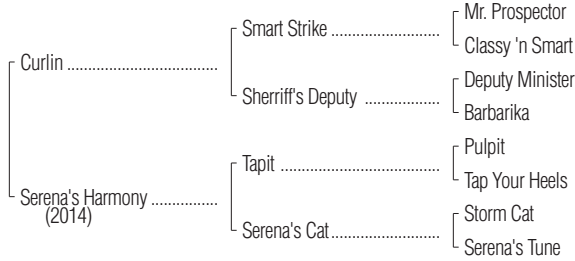 Mr. Prospector
Smart Strike ..............................
Classy 'n Smart
Curlin ..........................................
Deputy Minister
Sherriff's Deputy .....................
Barbarika
Pulpit
Tapit ............................................
Tap Your Heels
Serena's Harmony ..................
(2014)
Storm Cat
Serena's Cat..............................
Serena's Tune